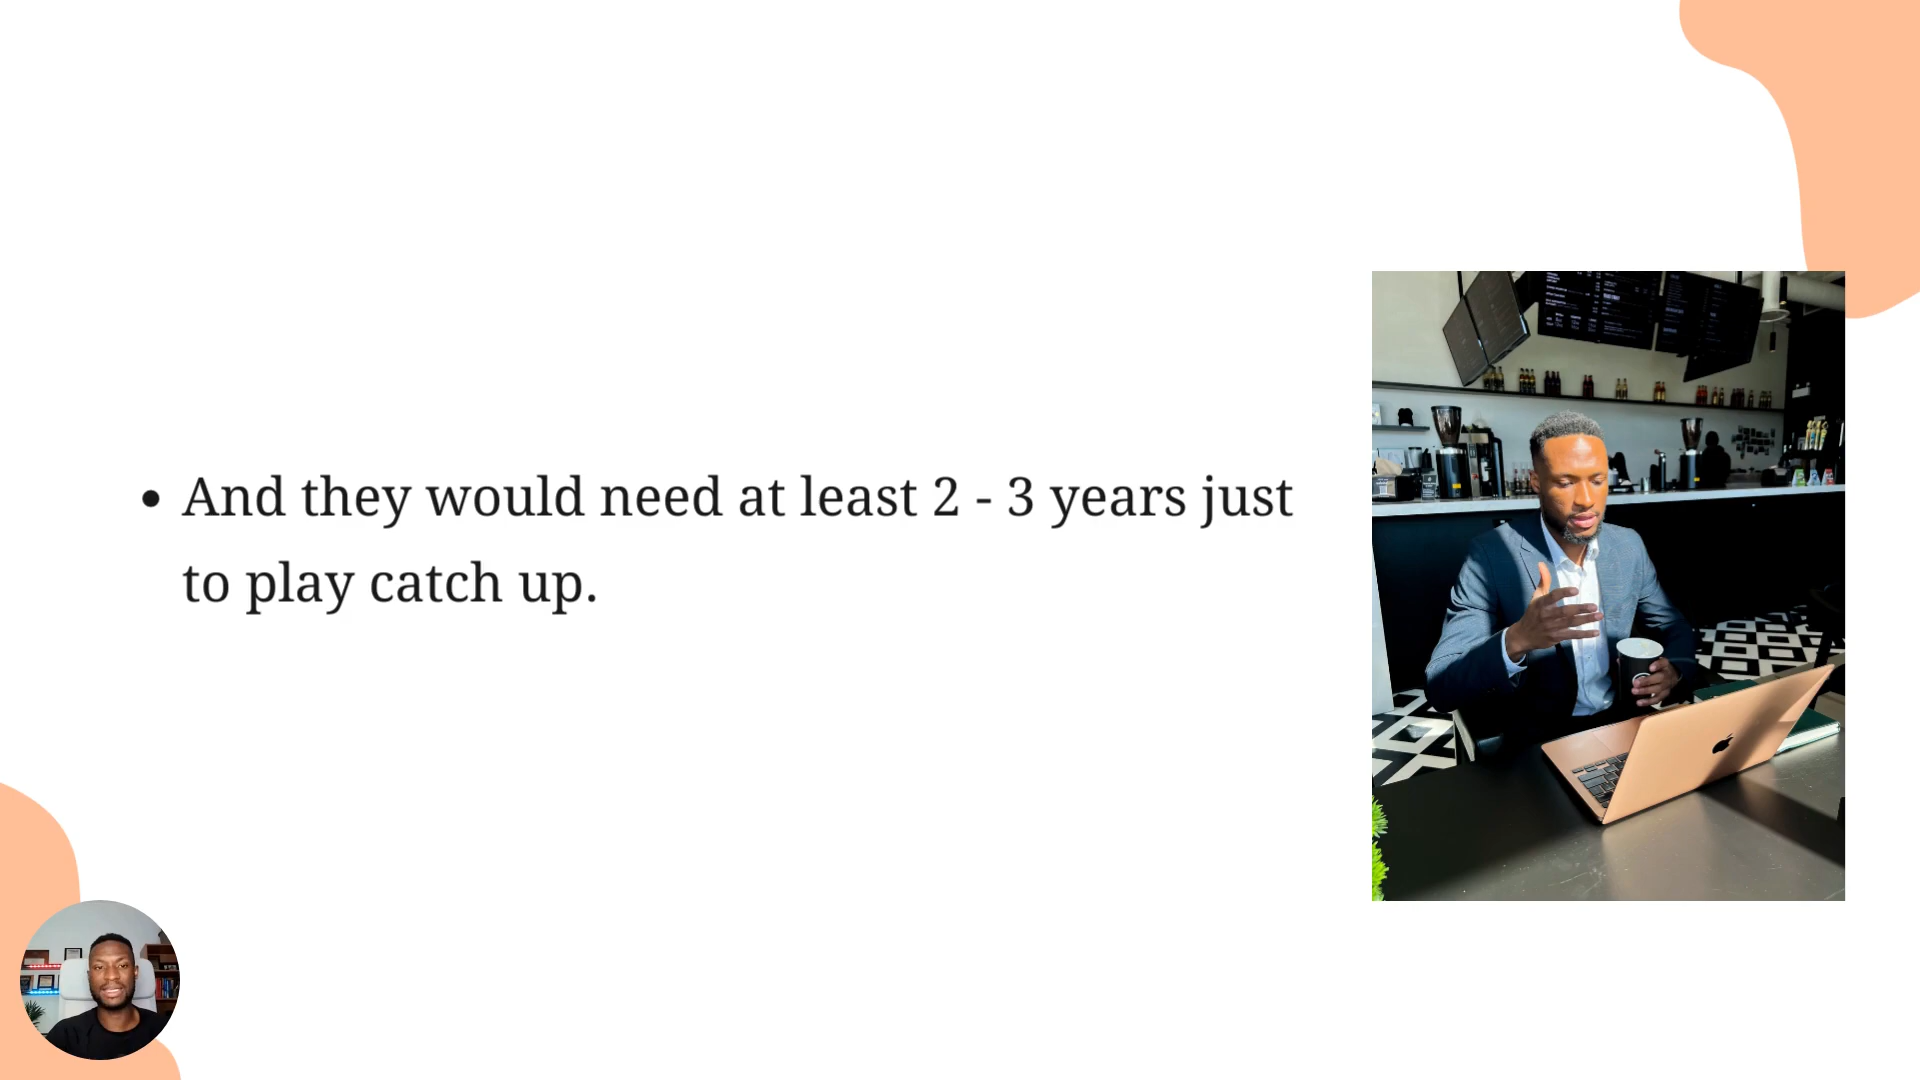 • And they would need at least 2 - 3 years just
to play catch up.